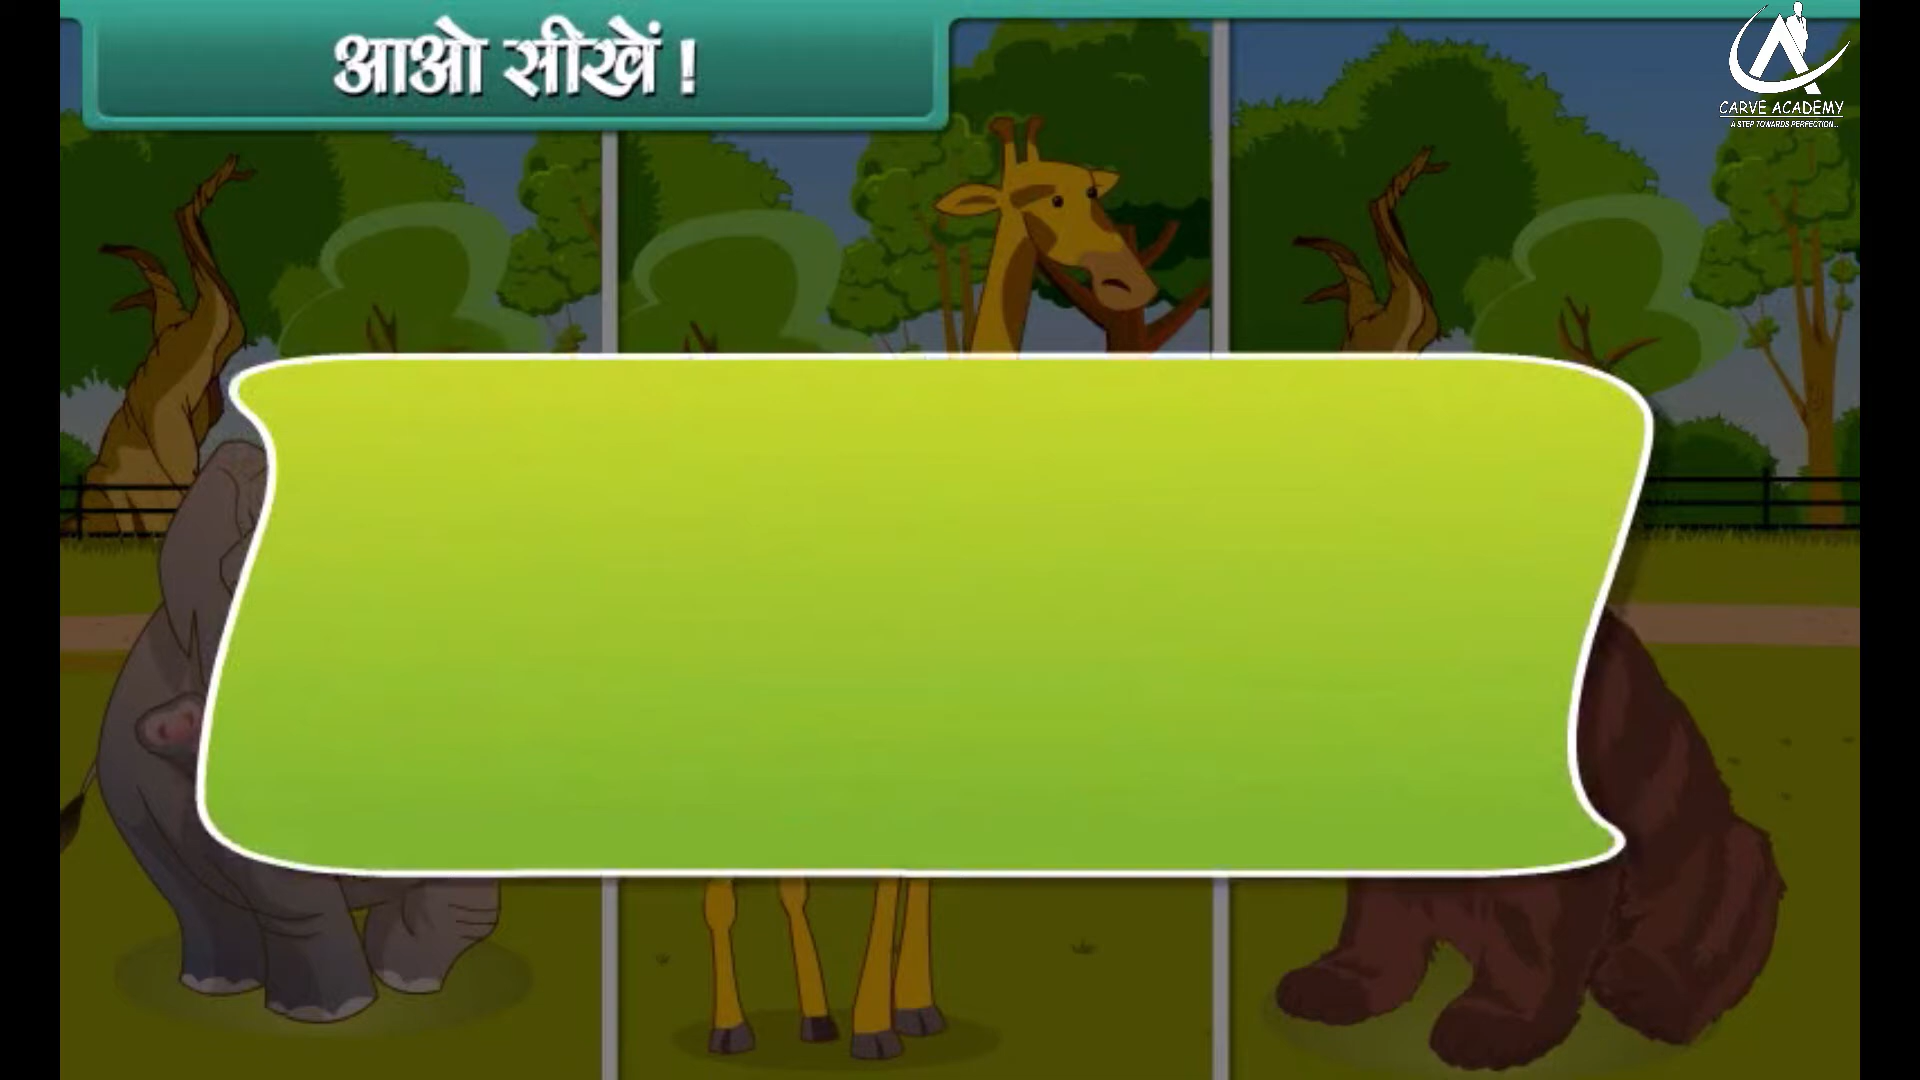 आओ सीखें !
CARVE ACADEMY
A STEP TOWARDS PERFECTION...